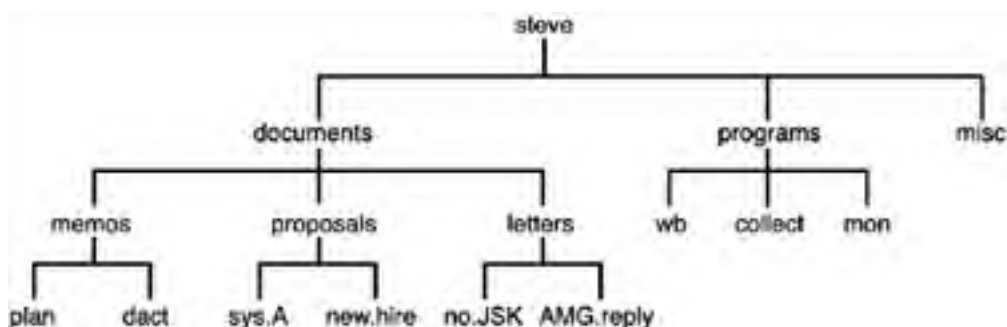 steve
documents programs misc
memos proposals letters wb collect mon
plan dact sys.A new.hire no.JSK AMG.reply